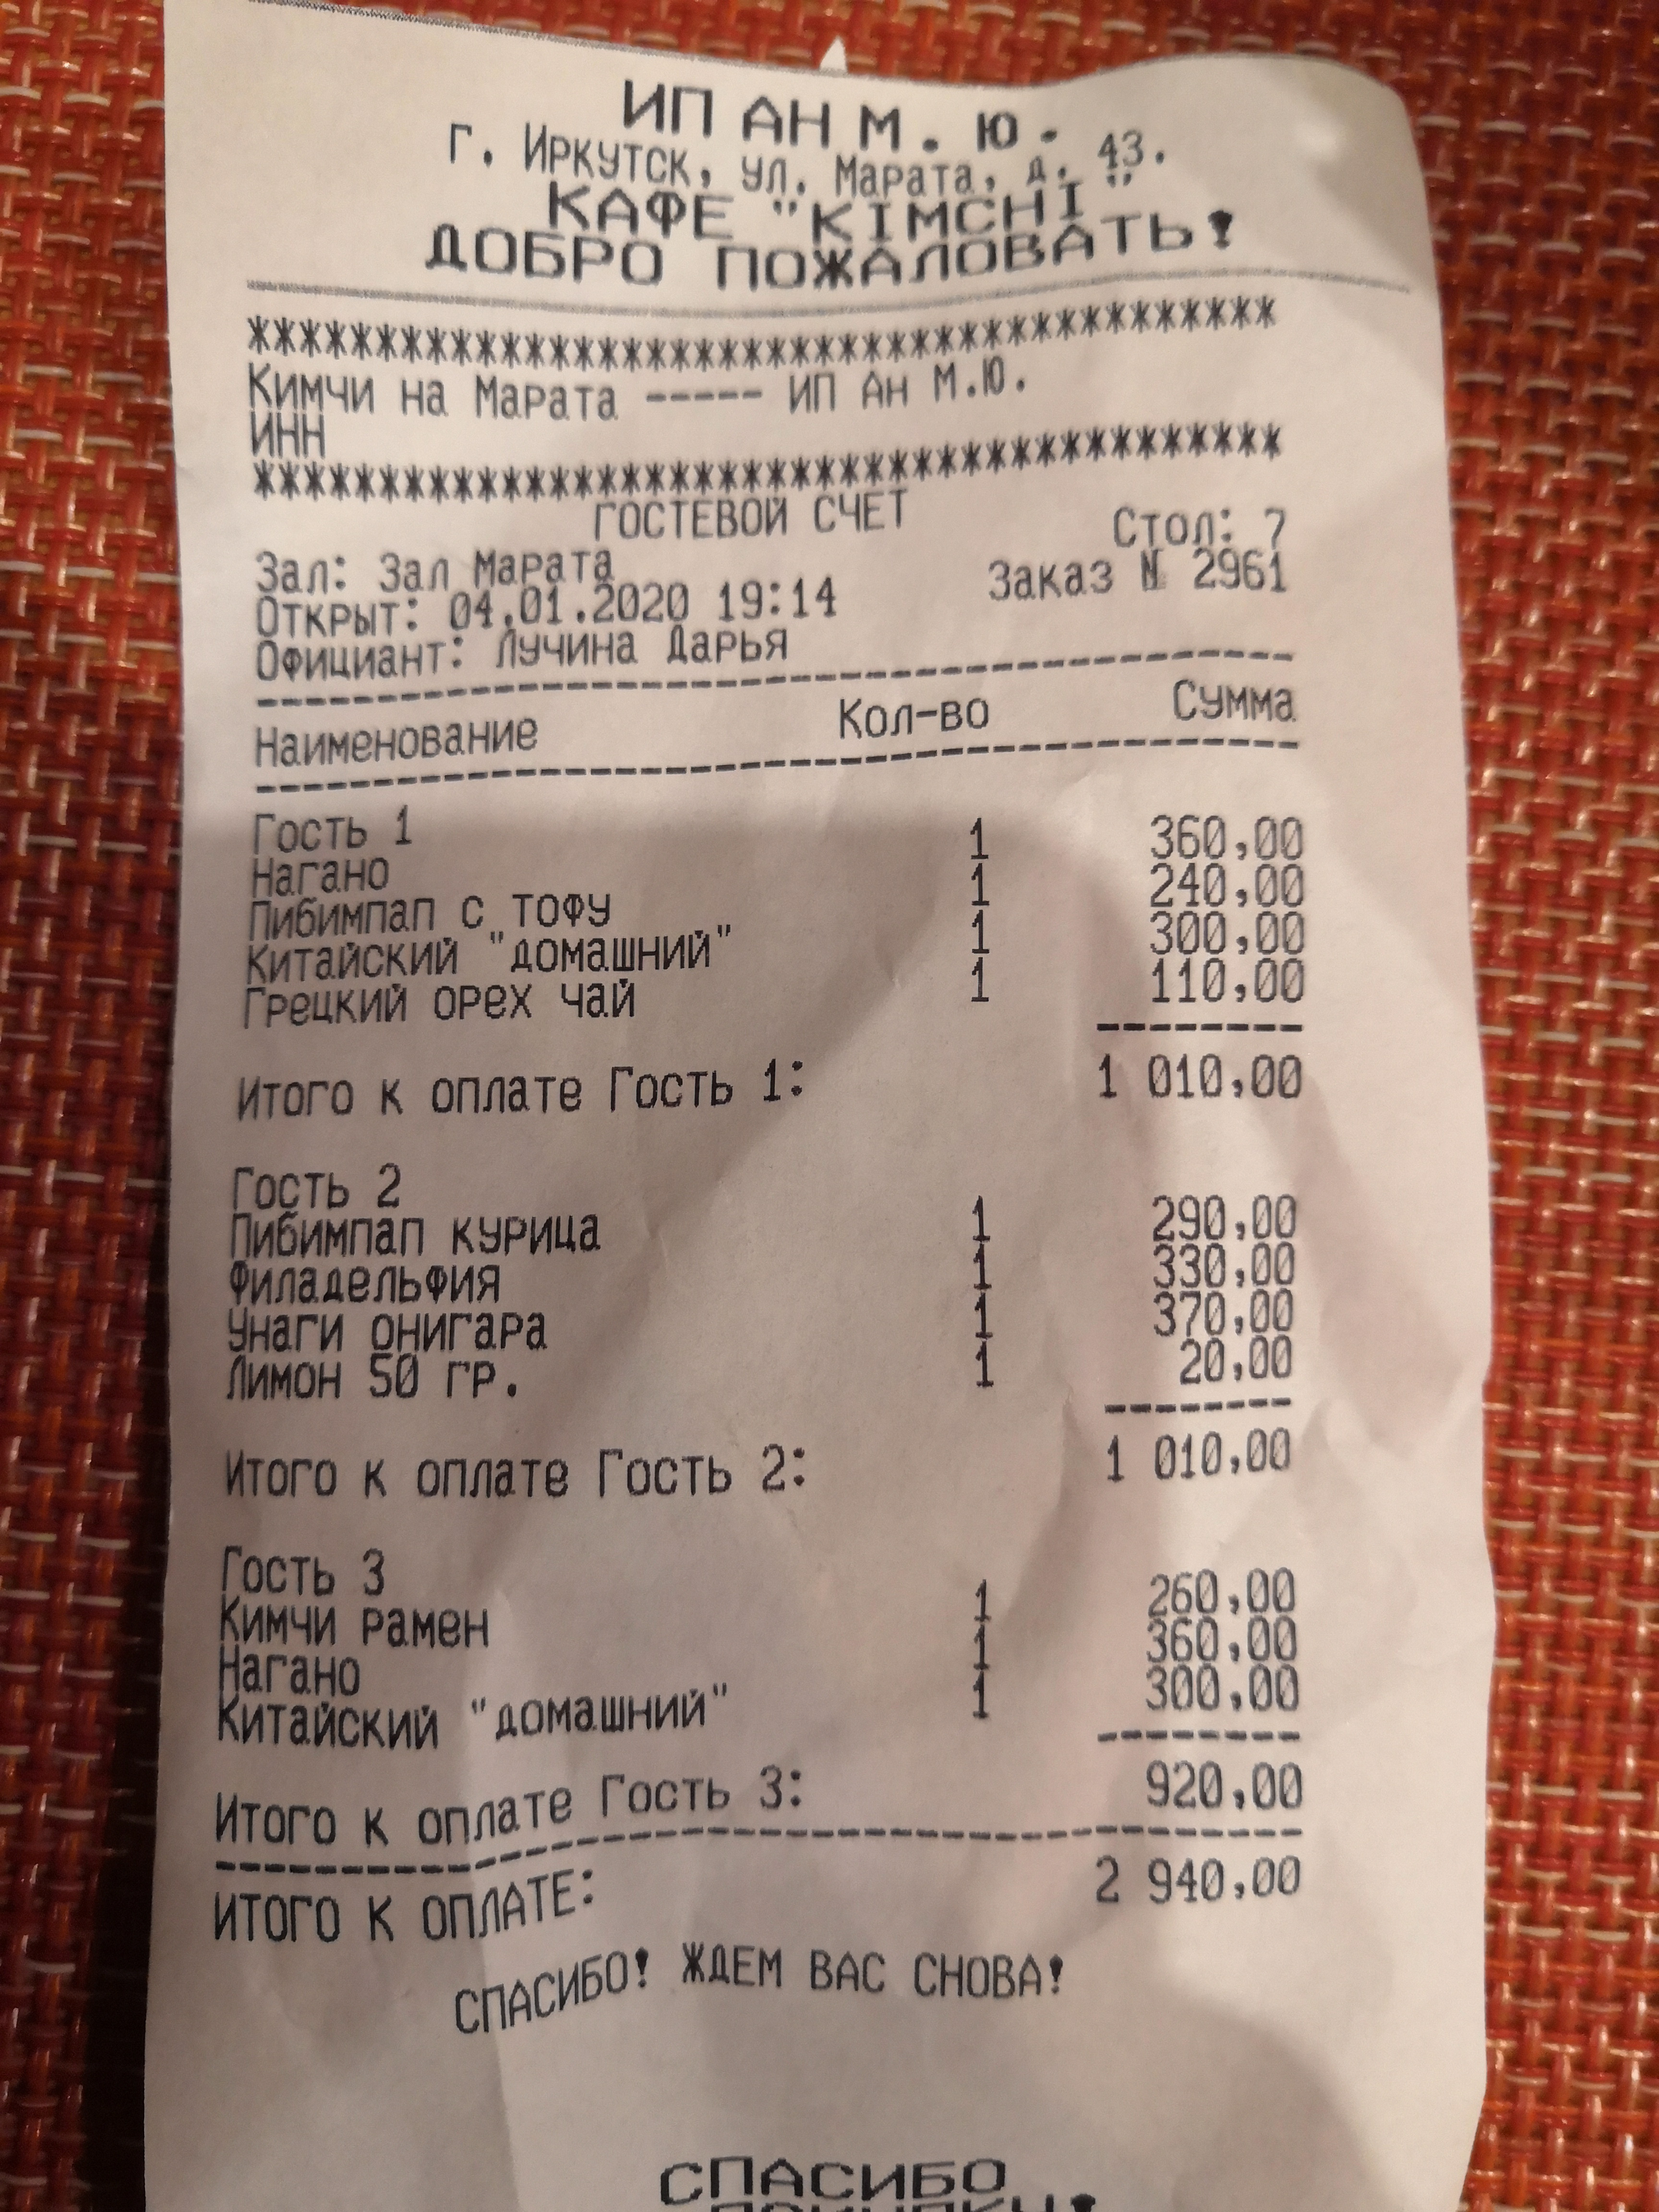 ИП АН М. Ю.
Г. Иркутск, ул. Марата, д. 43.
КАФЕ "KIMCHI"
ДОБРО ПОЖАЛОВАТЬ!
*****************************************
Кимчи на Марата ----- ИП Ан М.Ю.
ИНН
*****************************************
ГОСТЕВОЙ СЧЕТ
Зал: Зал Марата Стол: 7
Открыт: 04.01.2020 19:14 Заказ № 2961
Официант: Лучина Дарья
Наименование Кол-во Сумма
Гость 1
Нагано 1 360,00
Пибимпап с тофу 1 240,00
Китайский "домашний" 1 300,00
Грецкий орех чай 1 110,00
Итого к оплате Гость 1: 1 010,00
Гость 2
Пибимпап курица 1 290,00
Филадельфия 1 330,00
Унаги онигара 1 370,00
Лимон 50 гр. 1 20,00
Итого к оплате Гость 2: 1 010,00
Гость 3
Кимчи рамен 1 260,00
Нагано 1 360,00
Китайский "домашний" 1 300,00
Итого к оплате Гость 3: 920,00
ИТОГО К ОПЛАТЕ: 2 940,00
СПАСИБО! ЖДЕМ ВАС СНОВА!
СПАСИБО